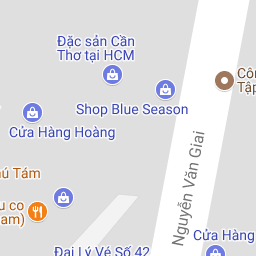 Đặc sản Cần
Thơ tại HCM
Shop Blue Season
Cửa Hàng Hoàng
Nguyễn Văn Giai
Tám
Đại Lý Vé Số 42
Cửa Hàng